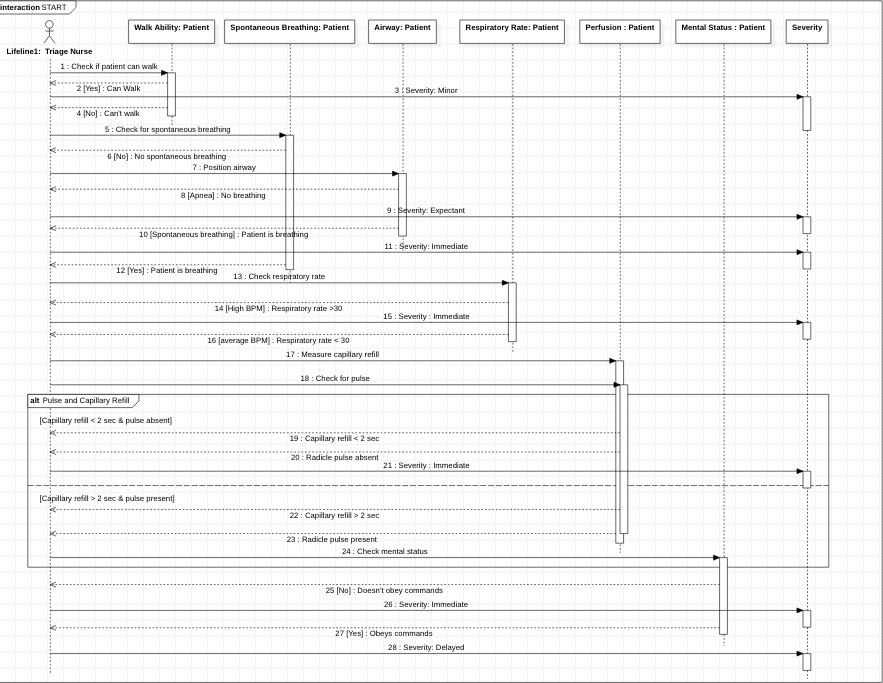 interaction START
Walk Ability: Patient
Spontaneous Breathing: Patient
Airway: Patient
Respiratory Rate: Patient
Perfusion : Patient
Mental Status : Patient
Severity
Lifeline1: Triage Nurse
1 : Check if patient can walk
2 [Yes] : Can Walk
3 : Severity: Minor
4 [No] : Can't walk
5 : Check for spontaneous breathing
6 [No] : No spontaneous breathing
7 : Position airway
8 [Apnea] : No breathing
9 : Severity: Expectant
10 [Spontaneous breathing] : Patient is breathing
11 : Severity: Immediate
12 [Yes] : Patient is breathing
13 : Check respiratory rate
14 [High BPM] : Respiratory rate >30
15 : Severity : Immediate
16 [average BPM] : Respiratory rate < 30
17 : Measure capillary refill
18 : Check for pulse
alt Pulse and Capillary Refill
[Capillary refill < 2 sec & pulse absent]
19 : Capillary refill < 2 sec
20 : Radicle pulse absent
21 : Severity : Immediate
[Capillary refill > 2 sec & pulse present]
22 : Capillary refill > 2 sec
23 : Radicle pulse present
24 : Check mental status
25 [No] : Doesn't obey commands
26 : Severity: Immediate
27 [Yes] : Obeys commands
28 : Severity: Delayed